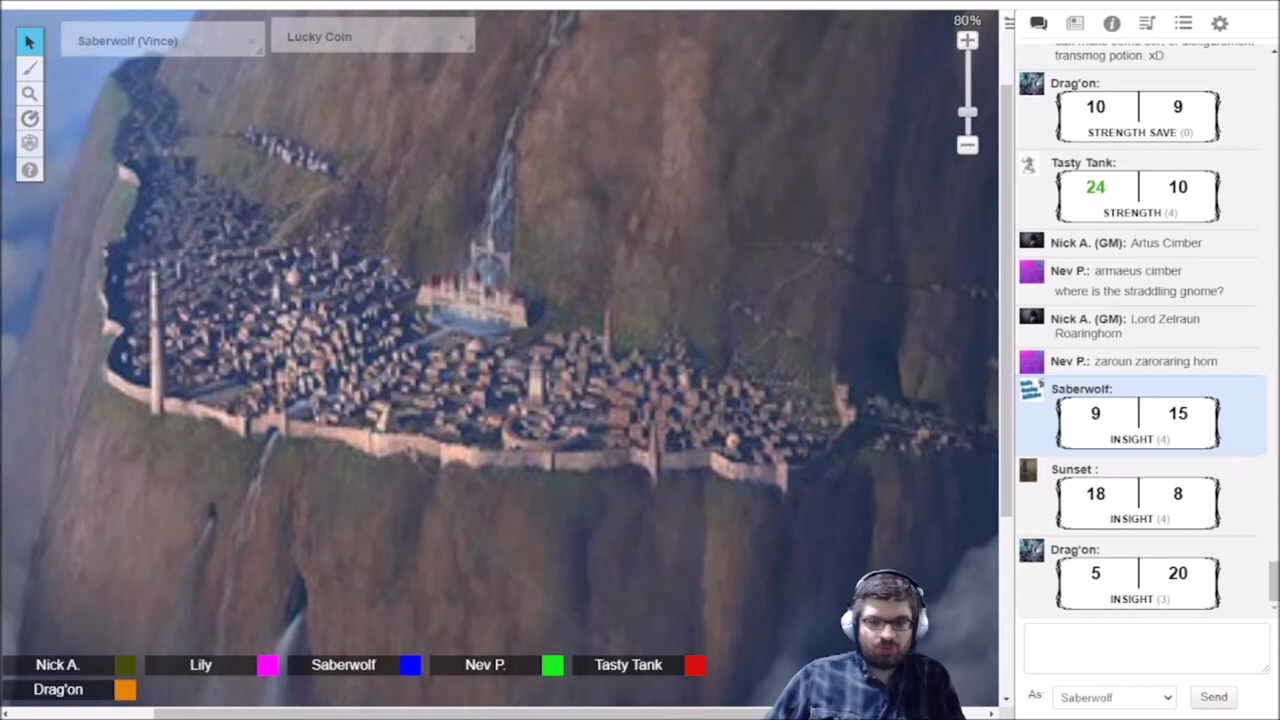 Saberwolf (Vince)
Lucky Coin
80%
transmog potion. xD
Drag'on:
10 9
STRENGTH SAVE (0)
Tasty Tank:
24 10
STRENGTH (4)
Nick A. (GM): Artus Cimber
Nev P.: armaeus cimber
where is the straddling gnome?
Nick A. (GM): Lord Zelraun
Roaringhorn
Nev P.: zaroun zaroraring horn
Saberwolf:
9 15
INSIGHT (4)
Sunset :
18 8
INSIGHT (4)
Drag'on:
5 20
INSIGHT (3)
Nick A.
Lily
Saberwolf
Nev P.
Tasty Tank
Drag'on
As:
Saberwolf
Send